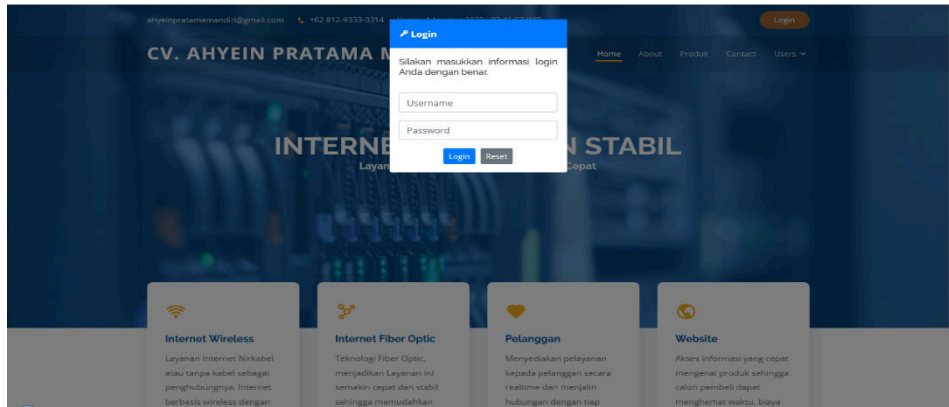 ahyeinpratamamandiri@gmail.com +62 812-9333-3314
Login
CV. AHYEIN PRATAMA M
Home About Produk Contact Users
Login
Silakan masukkan informasi login
Anda dengan benar.
Username
Password
Login Reset
INTERNE STABIL
Layan Cepat
Internet Wireless
Layanan Internet Nirkabel
atau tanpa kabel sebagai
penghubungnya. Internet
berbasis wireless dengan
Internet Fiber Optic
Teknologi Fiber Optic,
menjadikan Layanan ini
semakin cepat dan stabil
sehingga memudahkan
Pelanggan
Menyediakan pelayanan
kepada pelanggan secara
realtime dan menjalin
hubungan dengan tiap
Website
Akses informasi yang cepat
mengenai produk sehingga
calon pembeli dapat
menghemat waktu, biaya